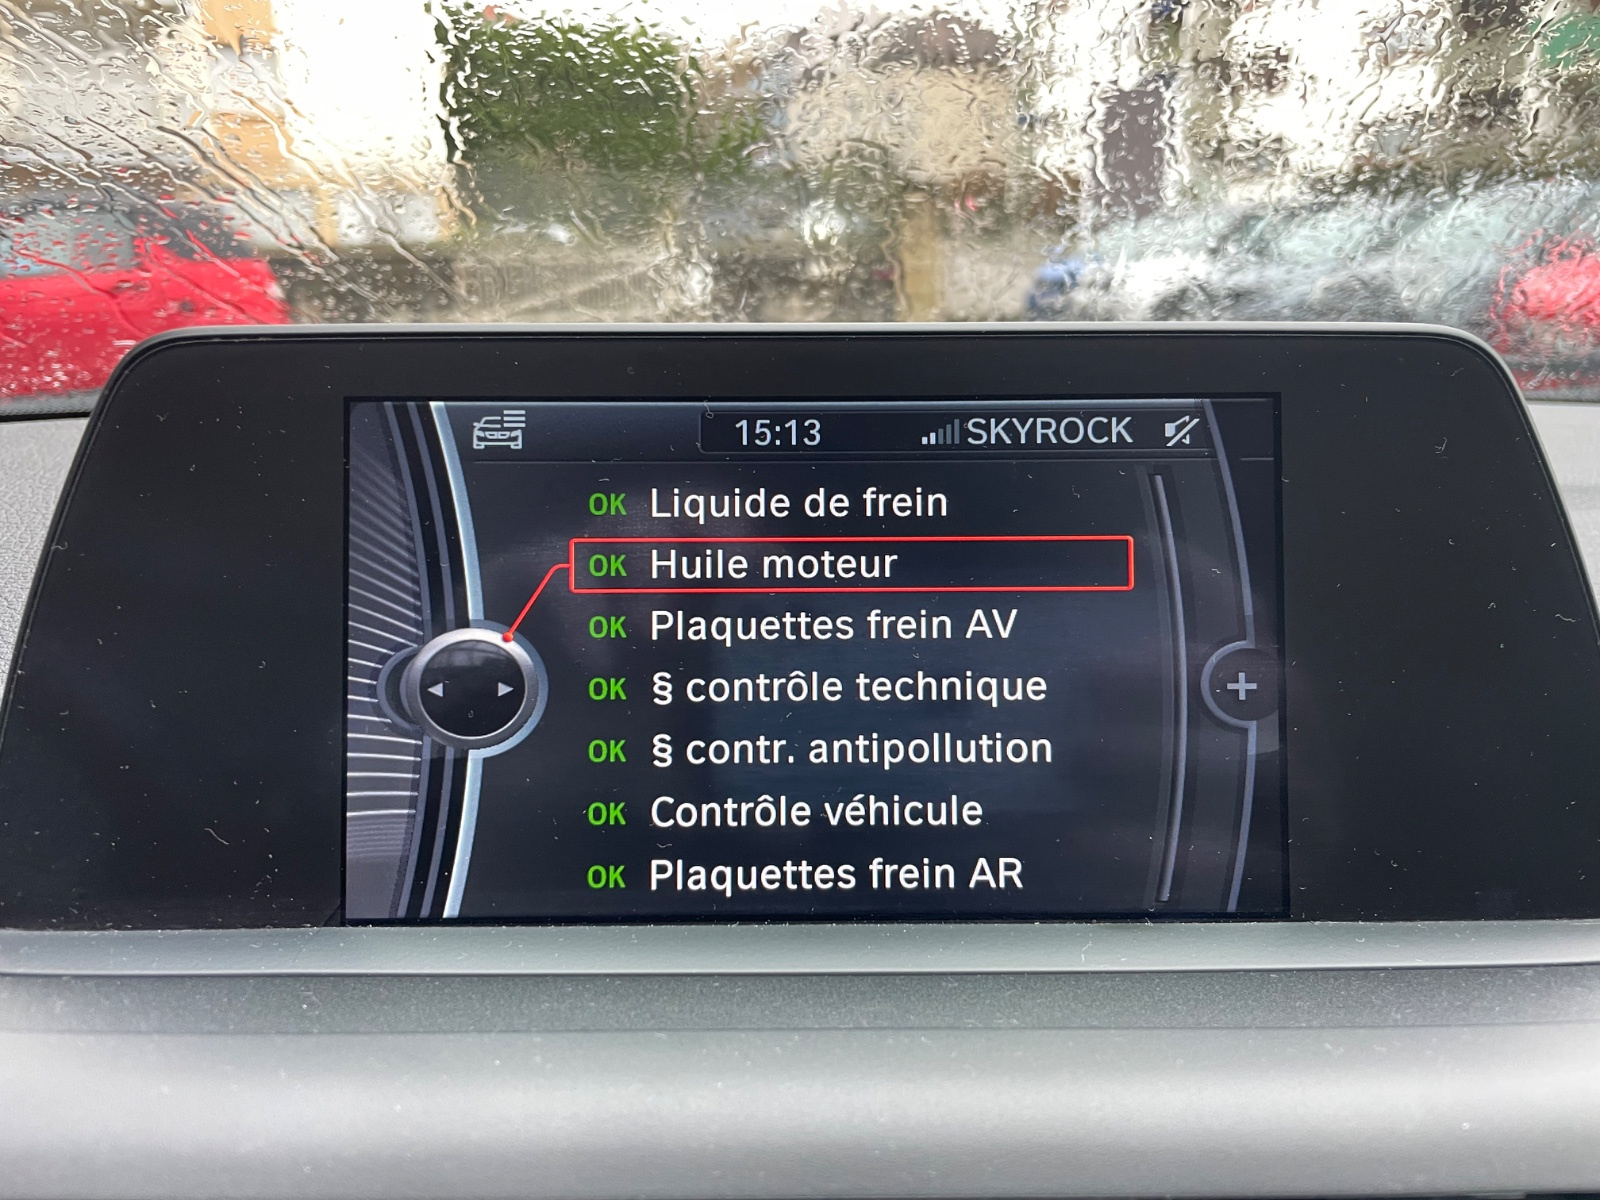 15:13 SKYROCK
OK Liquide de frein
OK Huile moteur
OK Plaquettes frein AV
OK § contrôle technique
OK § contr. antipollution
OK Contrôle véhicule
OK Plaquettes frein AR